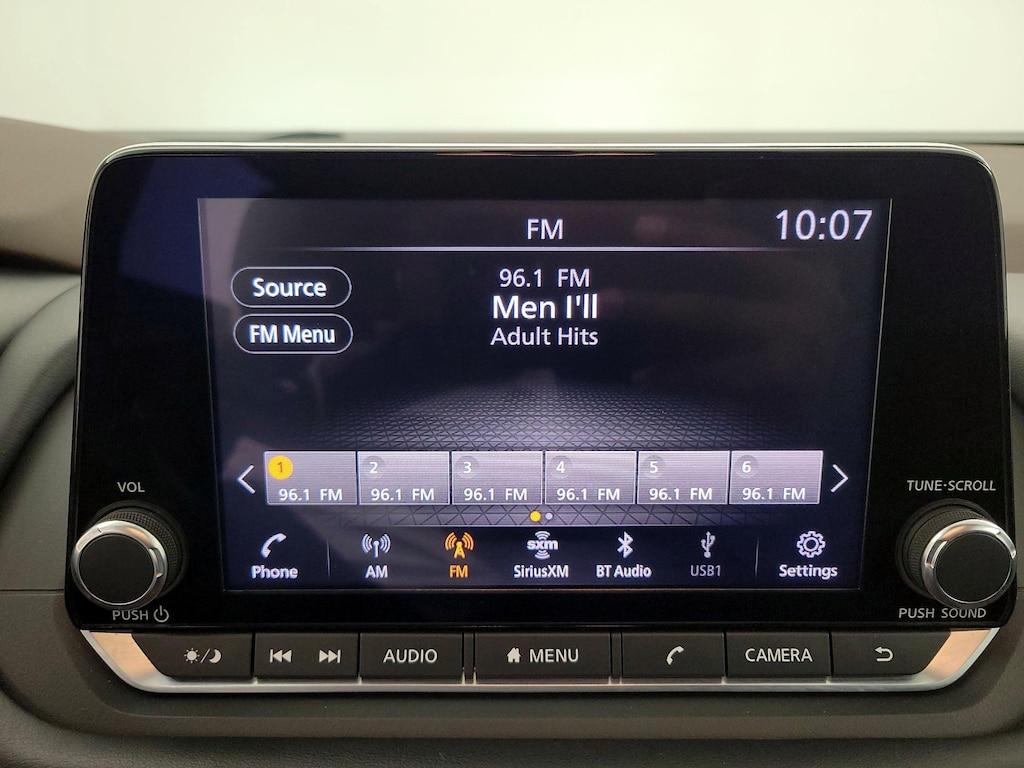 FM
10:07
Source
96.1 FM
Men I'll
FM Menu
Adult Hits
1
2
3
4
5
6
96.1 FM
96.1 FM
96.1 FM
96.1 FM
96.1 FM
96.1 FM
VOL
TUNE·SCROLL
sxm
Phone
AM
FM
SiriusXM
BT Audio
USB1
Settings
PUSH
PUSH SOUND
AUDIO
MENU
CAMERA